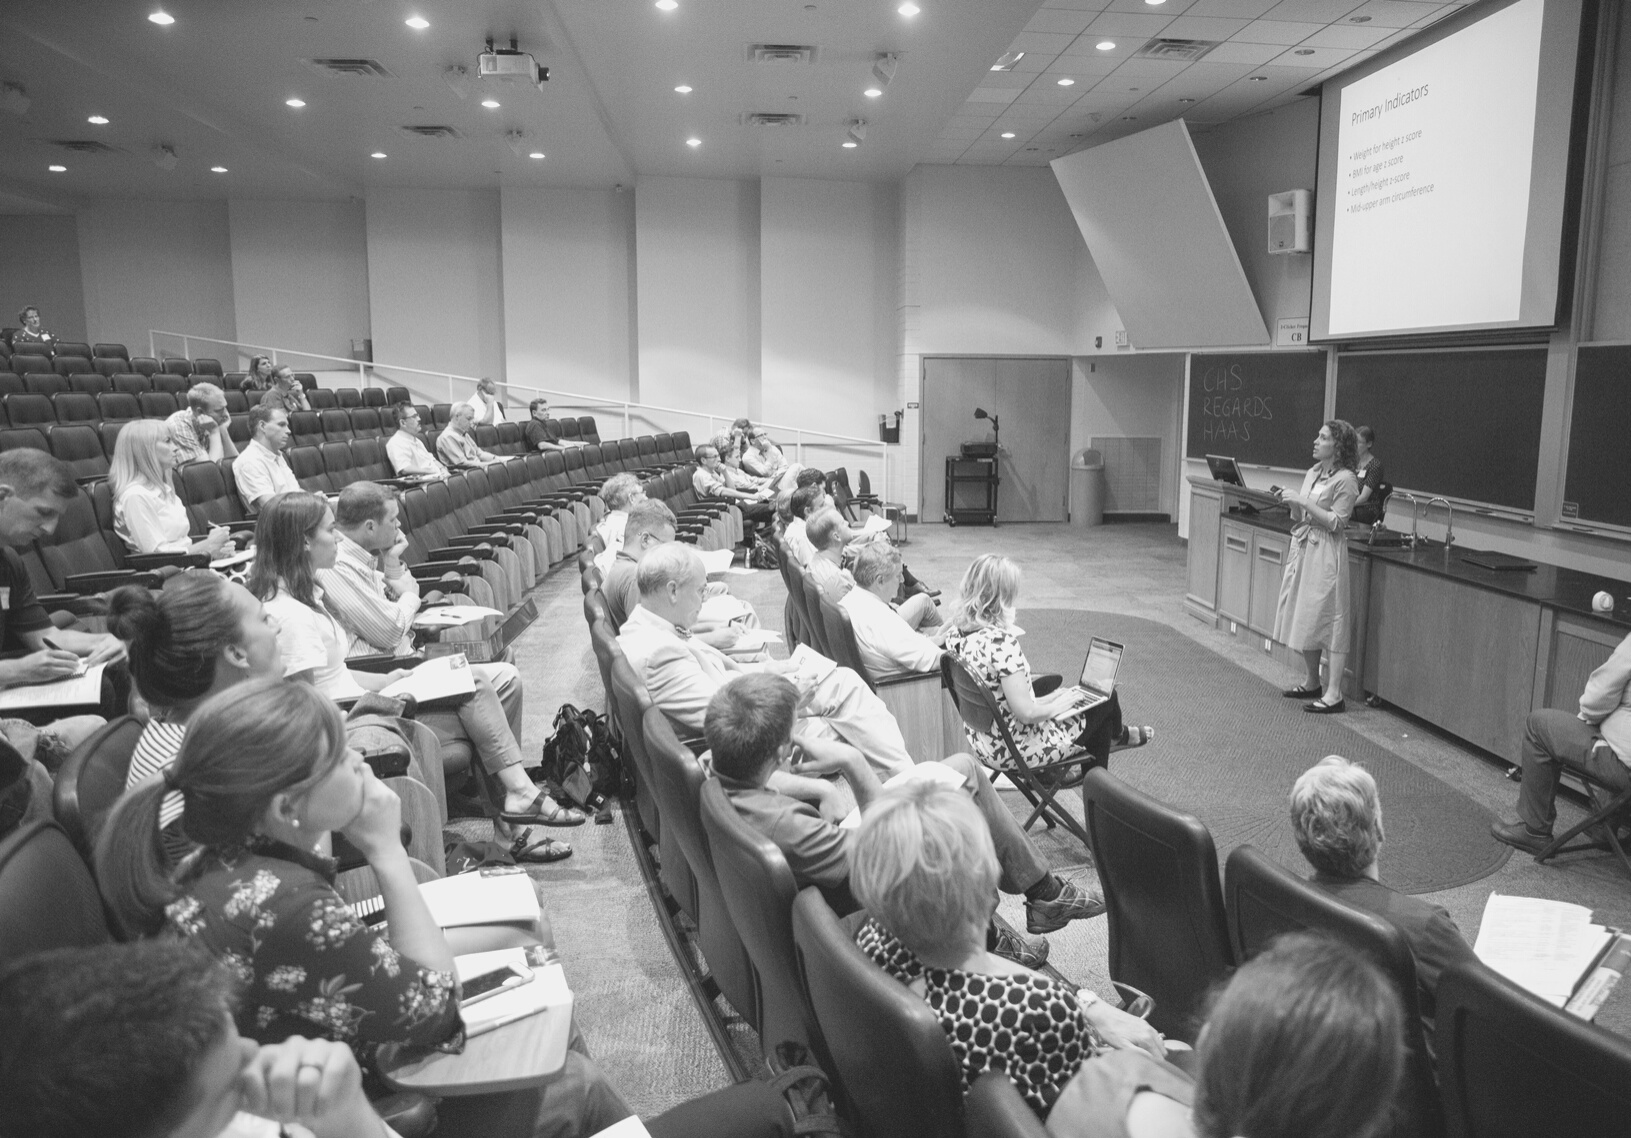 Primary Indicators
• Weight for height z score
• BMI for age z score
• Length/height z-score
• Mid-upper arm circumference
CB
CHS
REGARDS
HAAS